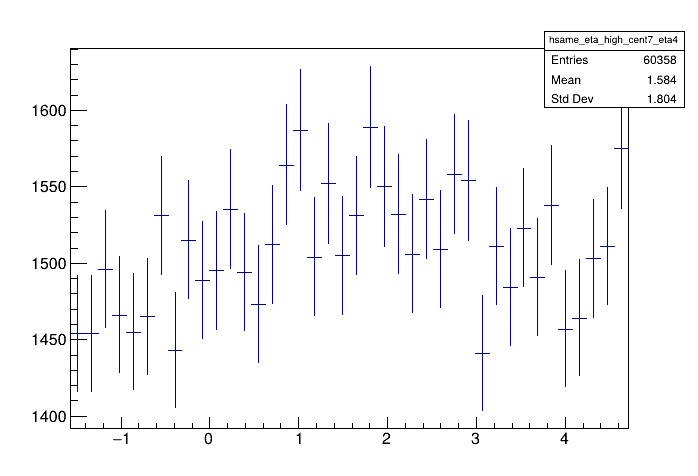 hsame_eta_high_cent7_eta4
Entries 60358
Mean 1.584
Std Dev 1.804
1600
1550
1500
1450
1400
−1 0 1 2 3 4